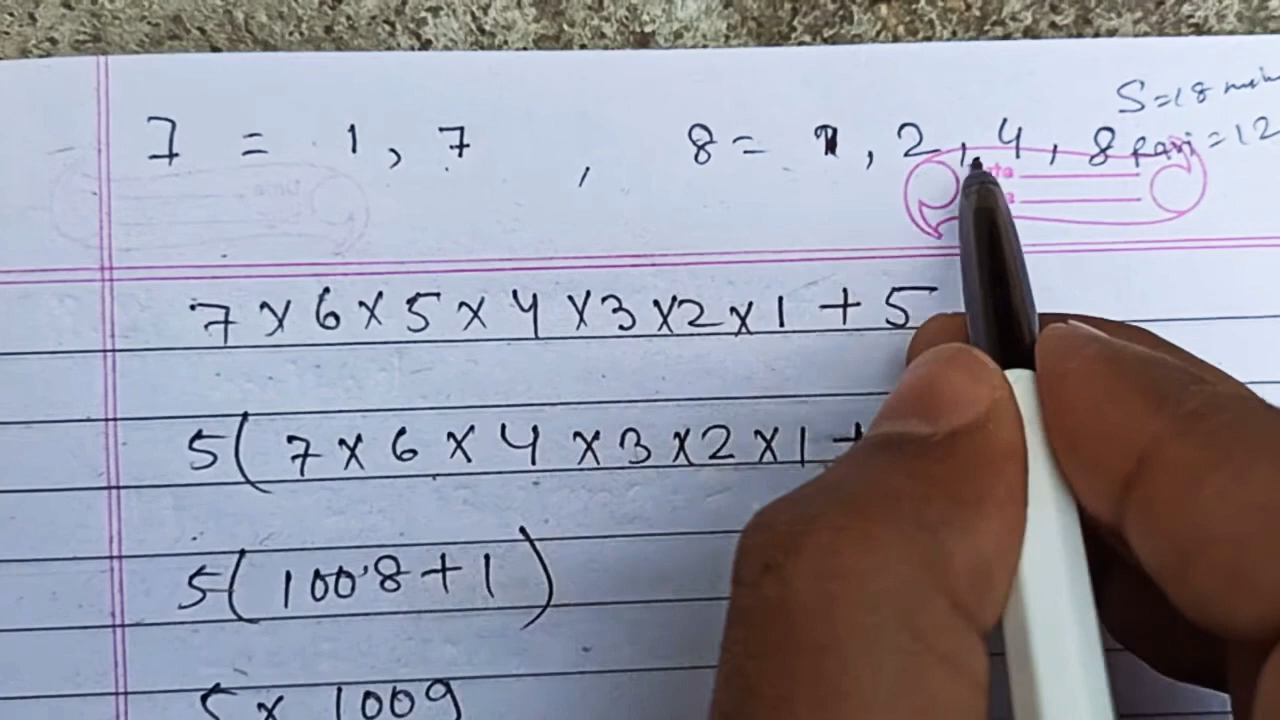 S=18
7 = 1, 7 , 8 = 1, 2, 4, 8 = 12
7 x 6 x 5 x 4 x 3 x 2 x 1 + 5
5( 7 x 6 x 4 x 3 x 2 x 1 +
5( 1008 + 1 )
5 x 1009